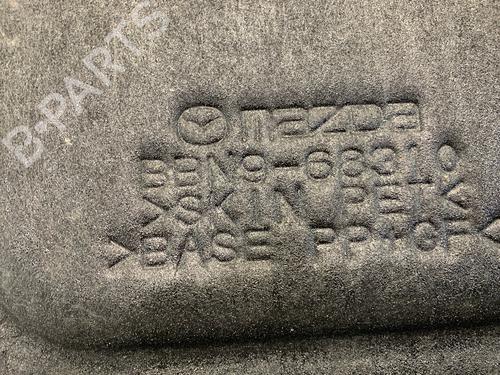 B-PARTS
mazda
BBN9-68310
>SKIN PET<
>BASE PP+GF<